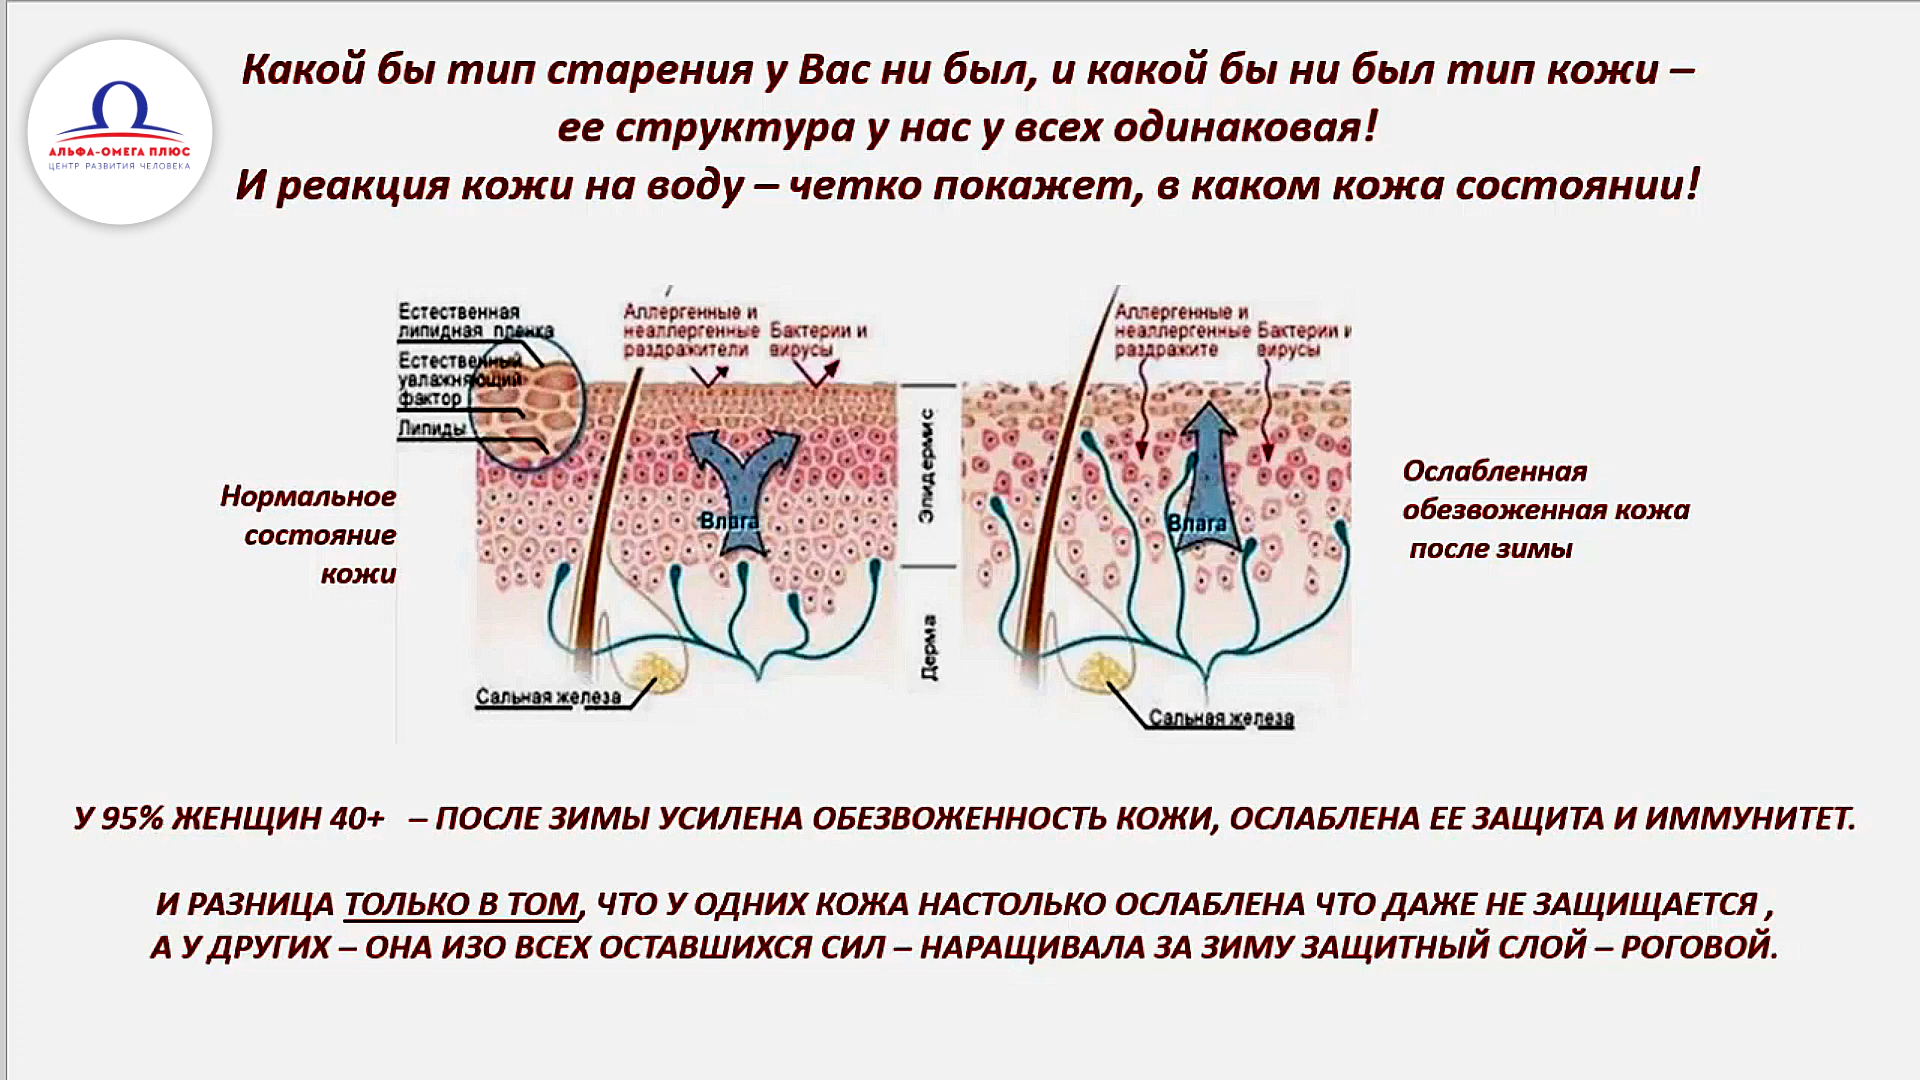 Какой бы тип старения у Вас ни был, и какой бы ни был тип кожи –
ее структура у нас у всех одинаковая!
И реакция кожи на воду – четко покажет, в каком кожа состоянии!
АЛЬФА-ОМЕГА ПЛЮС
ЦЕНТР РАЗВИТИЯ ЧЕЛОВЕКА
Естественная
липидная пленка
Естественный
увлажняющий
фактор
Липиды
Аллергенные и
неаллергенные
раздражители
Бактерии и
вирусы
Влага
Сальная железа
Эпидермис
Дерма
Аллергенные и
неаллергенные
раздражите
Бактерии и
вирусы
Влага
Сальная железа
Нормальное
состояние
кожи
Ослабленная
обезвоженная кожа
после зимы
У 95% ЖЕНЩИН 40+ – ПОСЛЕ ЗИМЫ УСИЛЕНА ОБЕЗВОЖЕННОСТЬ КОЖИ, ОСЛАБЛЕНА ЕЕ ЗАЩИТА И ИММУНИТЕТ.
И РАЗНИЦА ТОЛЬКО В ТОМ, ЧТО У ОДНИХ КОЖА НАСТОЛЬКО ОСЛАБЛЕНА ЧТО ДАЖЕ НЕ ЗАЩИЩАЕТСЯ ,
А У ДРУГИХ – ОНА ИЗО ВСЕХ ОСТАВШИХСЯ СИЛ – НАРАЩИВАЛА ЗА ЗИМУ ЗАЩИТНЫЙ СЛОЙ – РОГОВОЙ.